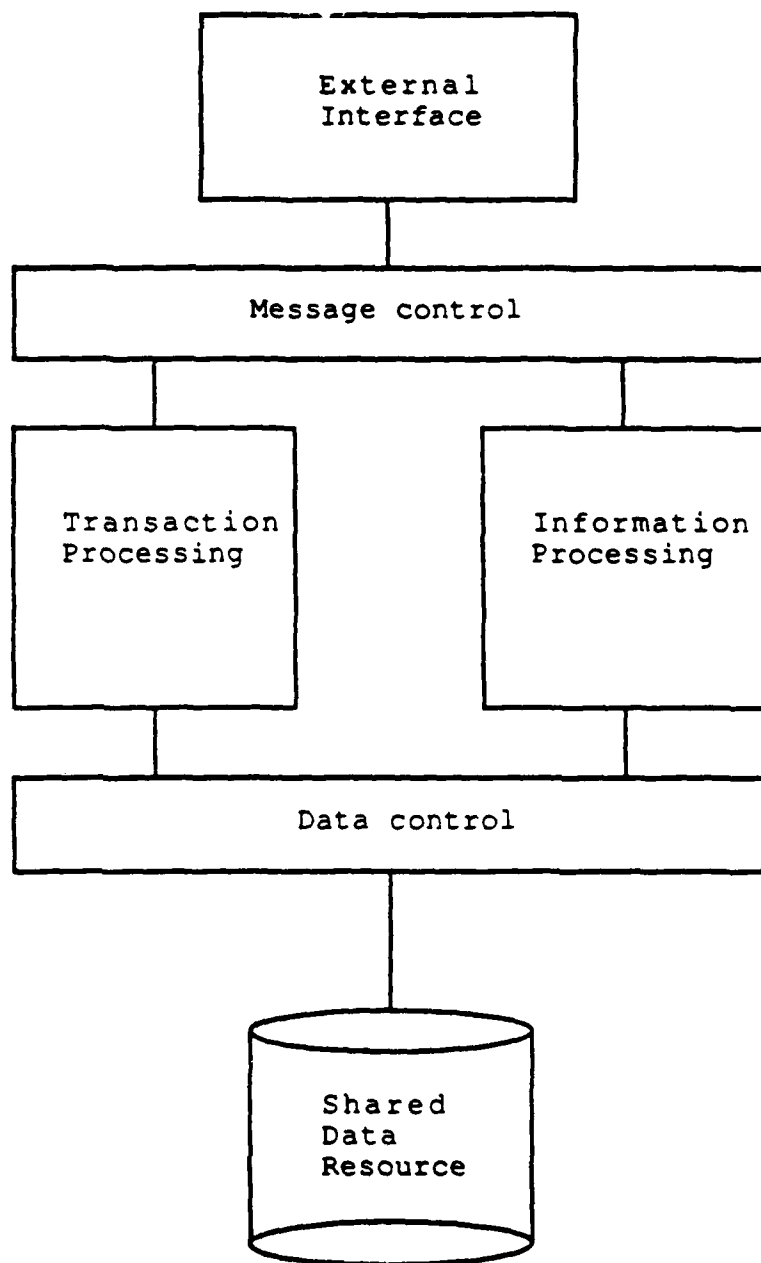 External
Interface
Message control
Transaction
Processing
Information
Processing
Data control
Shared
Data
Resource